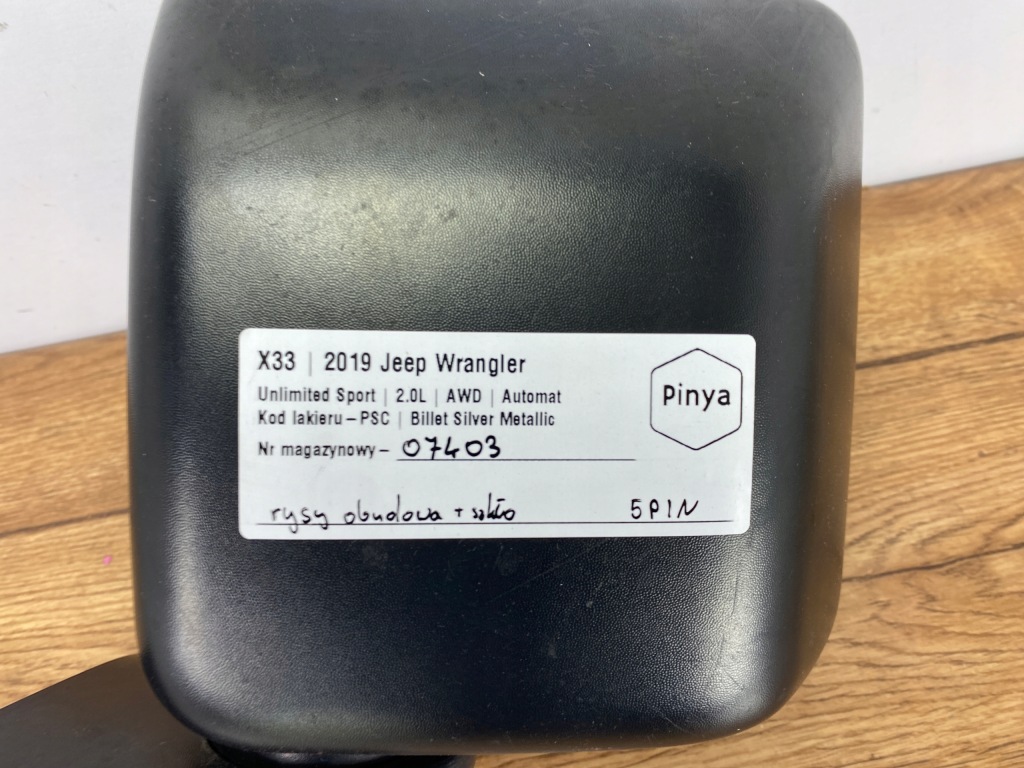 X33 | 2019 Jeep Wrangler
Unlimited Sport | 2.0L | AWD | Automat
Kod lakieru – PSC | Billet Silver Metallic
Nr magazynowy – 07403
Pinya
rysy obudowa + szkło 5PIN